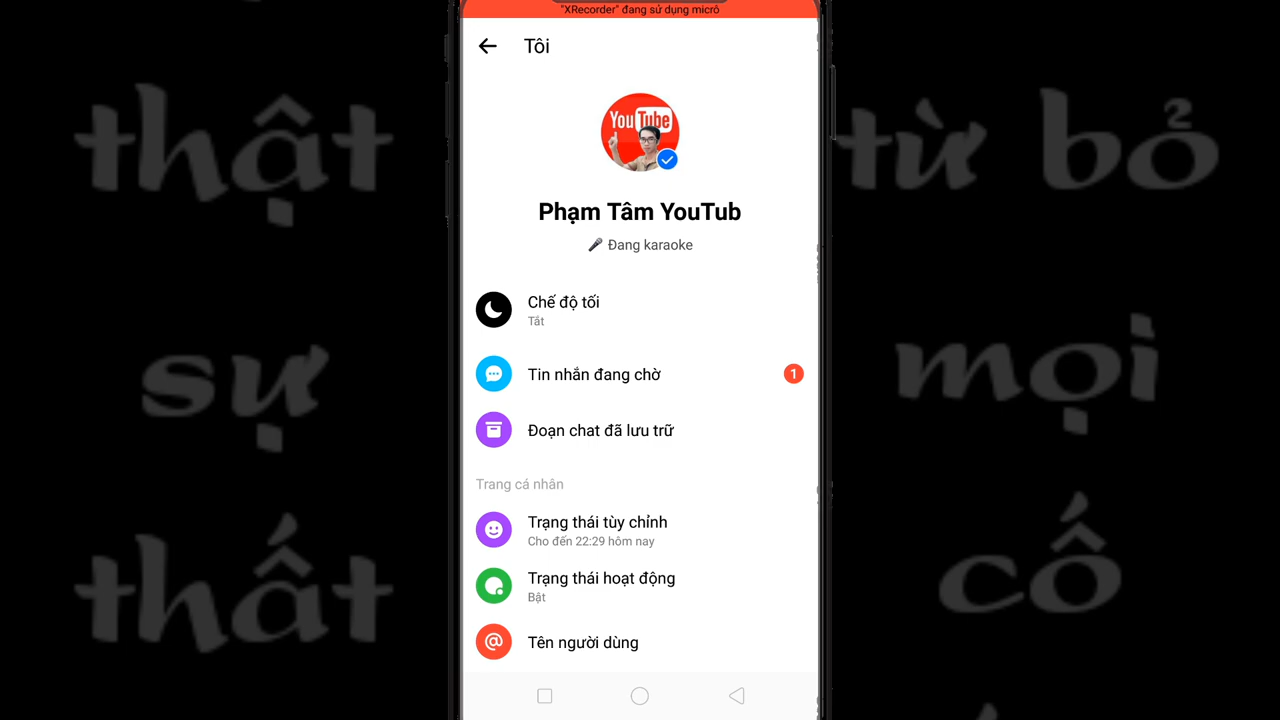 "XRecorder" đang sử dụng micrô
Tôi
YouTube
Phạm Tâm YouTub
🎤 Đang karaoke
Chế độ tối
Tắt
Tin nhắn đang chờ
1
Đoạn chat đã lưu trữ
Trang cá nhân
Trạng thái tùy chỉnh
Cho đến 22:29 hôm nay
Trạng thái hoạt động
Bật
@
Tên người dùng
thật
sự
thất
từ bỏ
mọi
cố